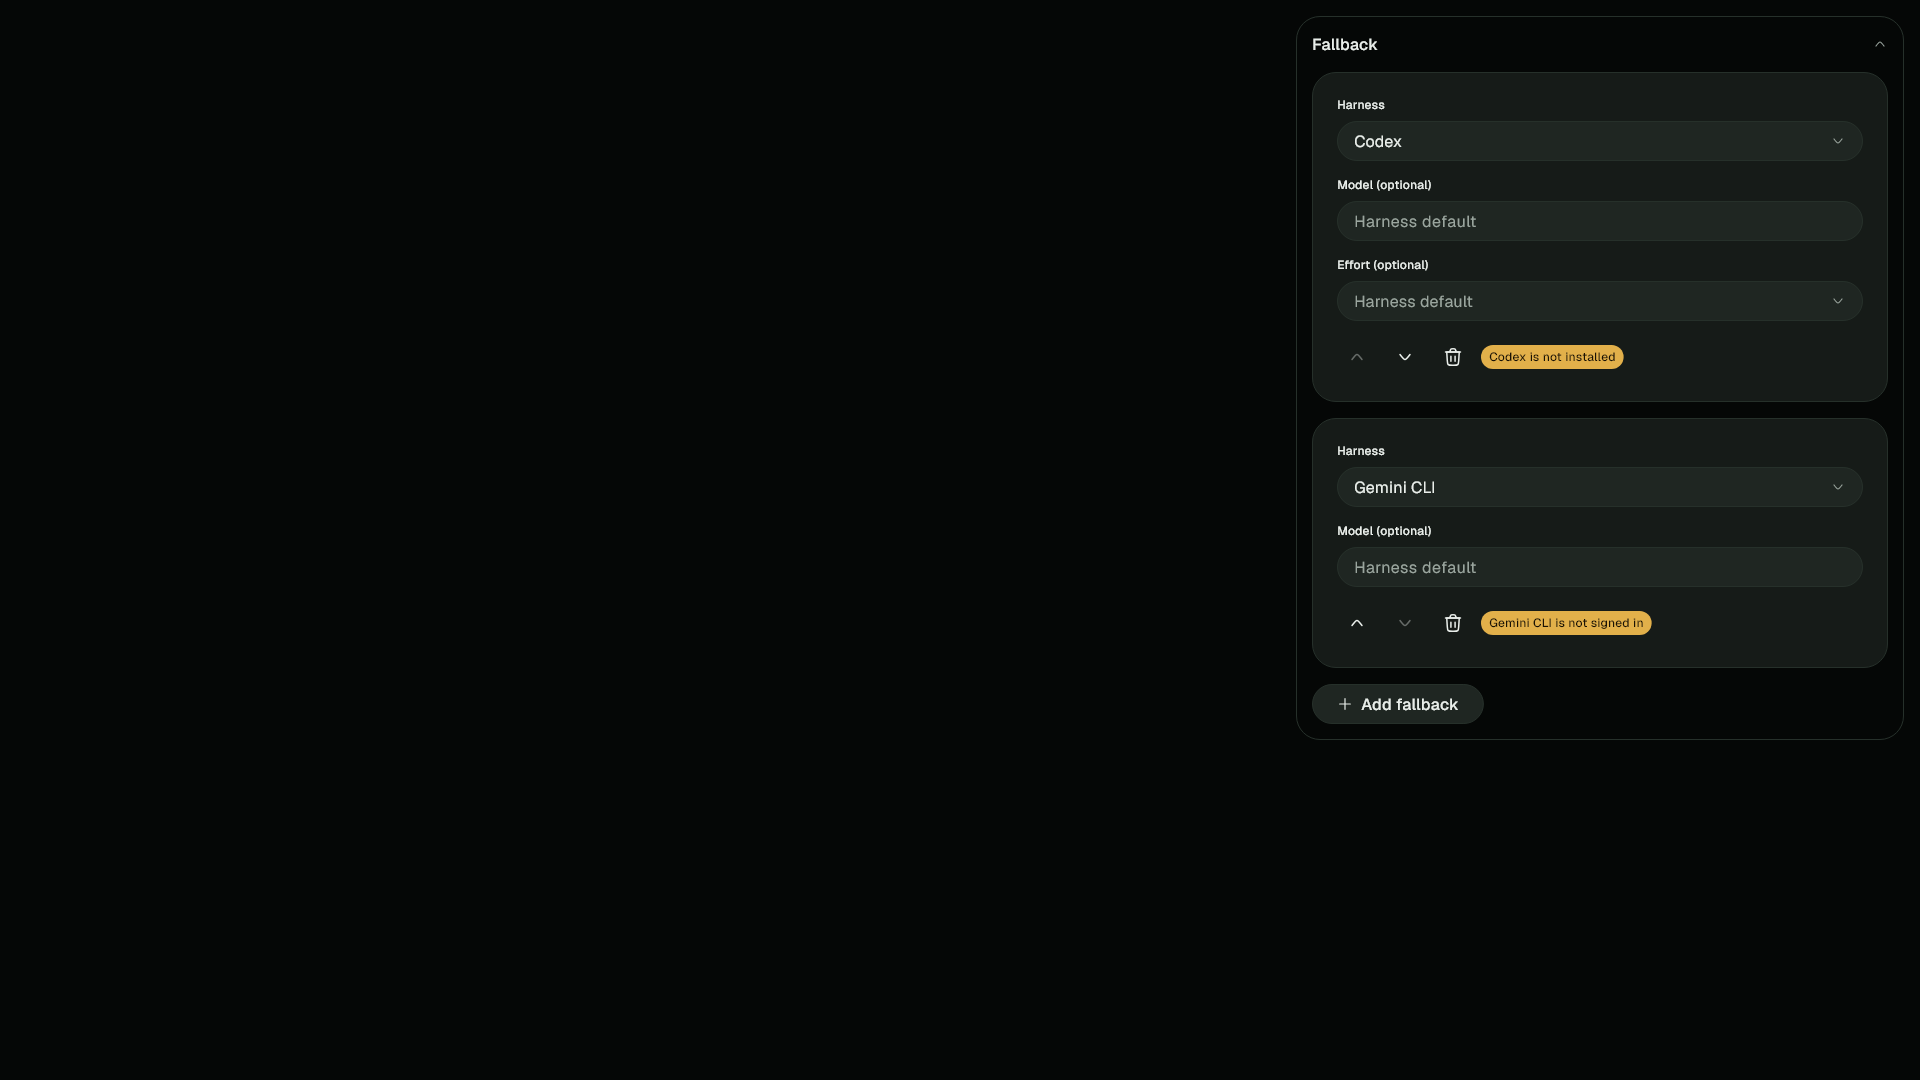 Fallback
Harness
Codex
Model (optional)
Harness default
Effort (optional)
Harness default
Codex is not installed
Harness
Gemini CLI
Model (optional)
Harness default
Gemini CLI is not signed in
Add fallback